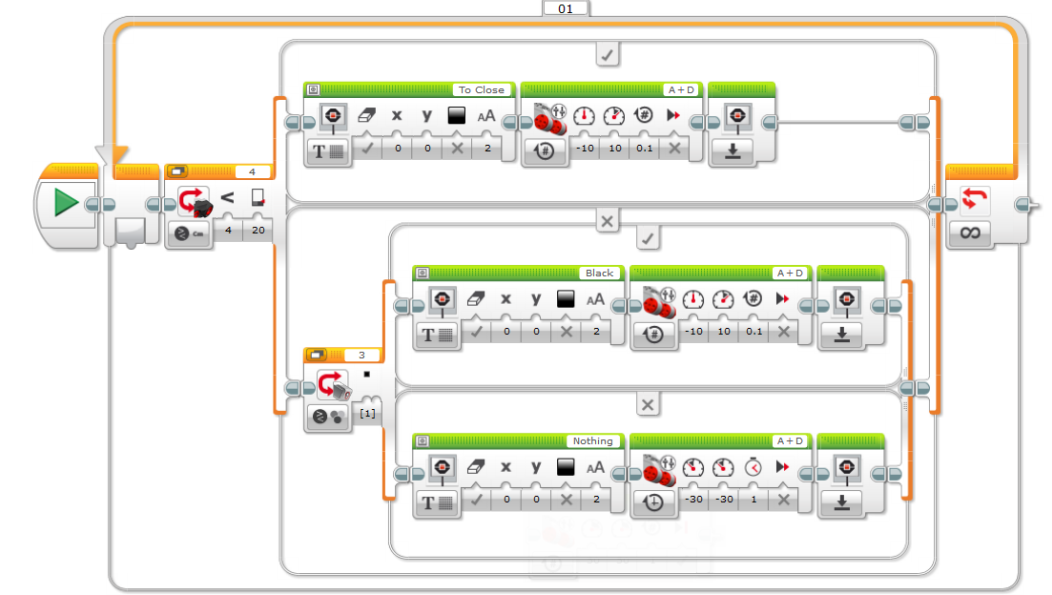 01
To Close A+D
x y AA #
T ✓ 0 0 X 2 # -10 10 0.1 X
4
<
cm 4 20
∞
Black A+D
x y AA #
T ✓ 0 0 X 2 # -10 10 0.1 X
3
[1]
Nothing A+D
x y AA
T ✓ 0 0 X 2 -30 -30 1 X